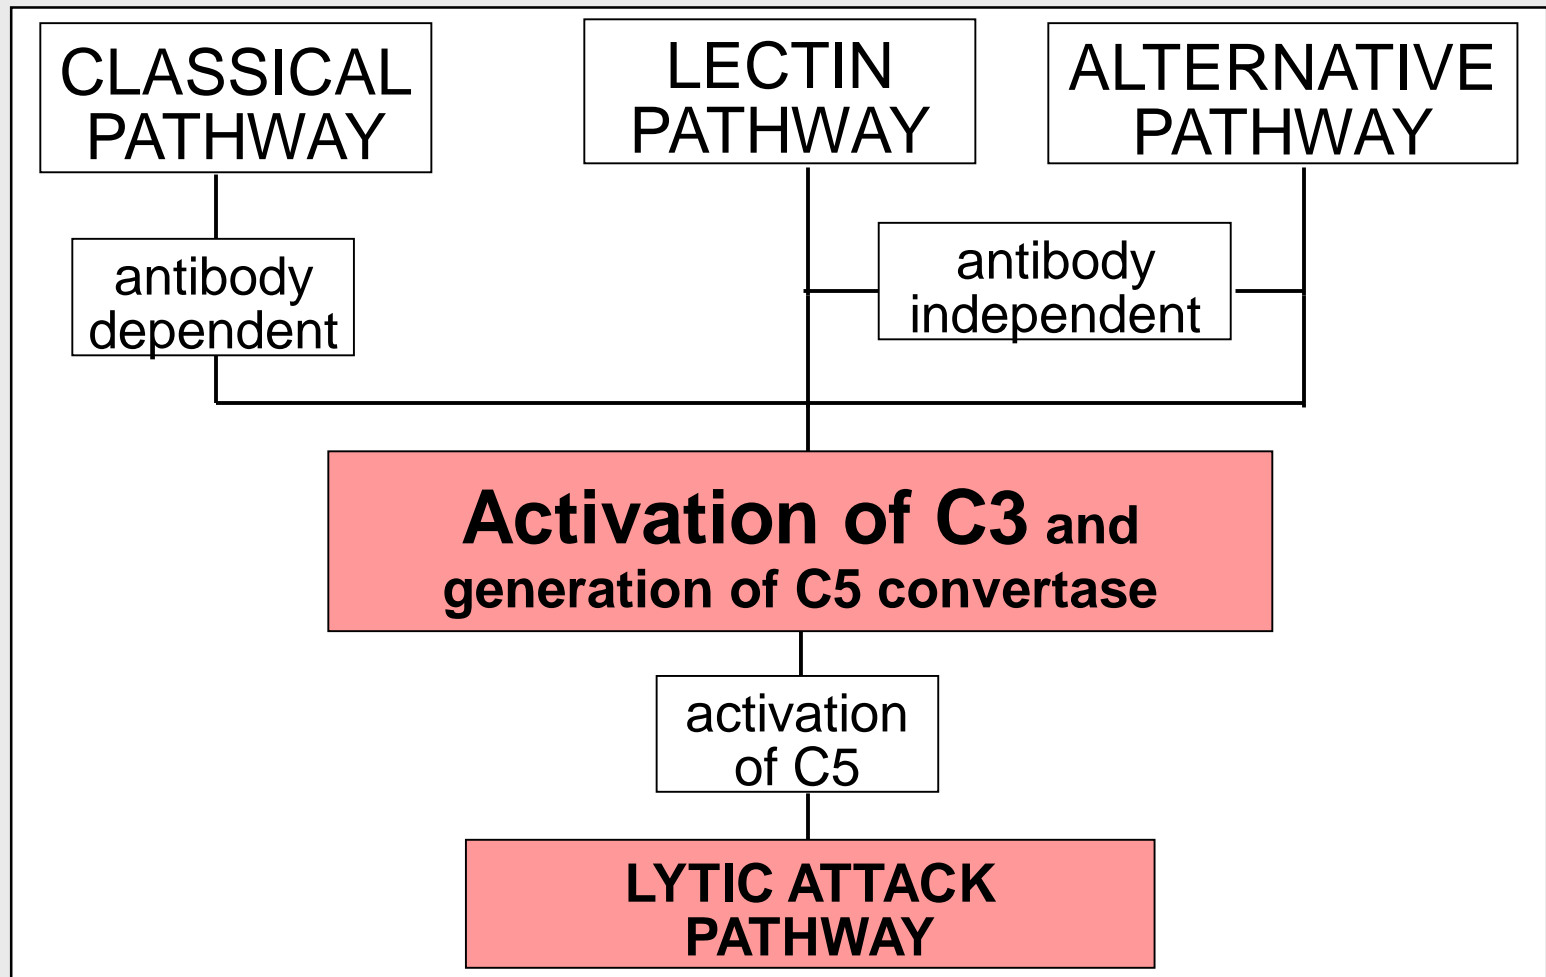 CLASSICAL
PATHWAY
LECTIN
PATHWAY
ALTERNATIVE
PATHWAY
antibody
dependent
antibody
independent
Activation of C3 and
generation of C5 convertase
activation
of C5
LYTIC ATTACK
PATHWAY